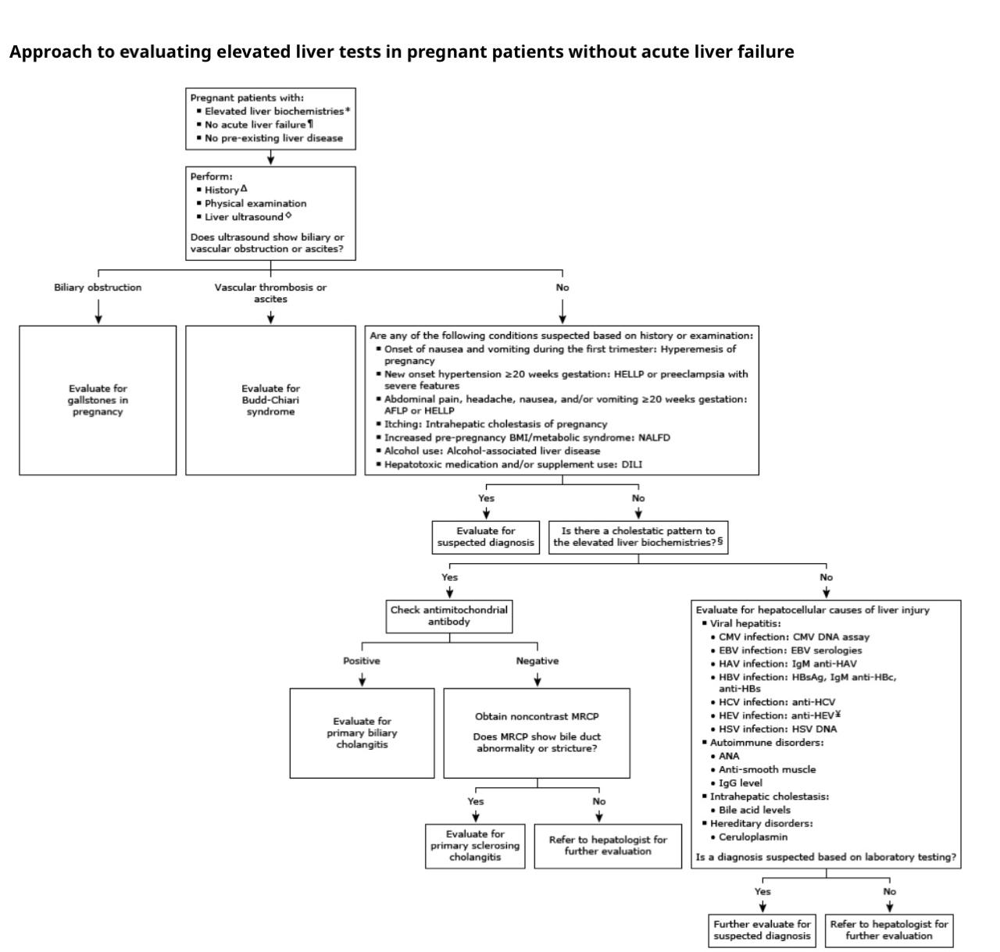 Approach to evaluating elevated liver tests in pregnant patients without acute liver failure
Pregnant patients with:
▪ Elevated liver biochemistries*
▪ No acute liver failure¶
▪ No pre-existing liver disease
Perform:
▪ HistoryΔ
▪ Physical examination
▪ Liver ultrasound◇
Does ultrasound show biliary or
vascular obstruction or ascites?
Biliary obstruction
Vascular thrombosis or
ascites
No
Evaluate for
gallstones in
pregnancy
Evaluate for
Budd-Chiari
syndrome
Are any of the following conditions suspected based on history or examination:
▪ Onset of nausea and vomiting during the first trimester: Hyperemesis of
pregnancy
▪ New onset hypertension ≥20 weeks gestation: HELLP or preeclampsia with
severe features
▪ Abdominal pain, headache, nausea, and/or vomiting ≥20 weeks gestation:
AFLP or HELLP
▪ Itching: Intrahepatic cholestasis of pregnancy
▪ Increased pre-pregnancy BMI/metabolic syndrome: NALFD
▪ Alcohol use: Alcohol-associated liver disease
▪ Hepatotoxic medication and/or supplement use: DILI
Yes
No
Evaluate for
suspected diagnosis
Is there a cholestatic pattern to
the elevated liver biochemistries?§
Yes
No
Check antimitochondrial
antibody
Positive
Negative
Evaluate for
primary biliary
cholangitis
Obtain noncontrast MRCP
Does MRCP show bile duct
abnormality or stricture?
Yes
No
Evaluate for
primary sclerosing
cholangitis
Refer to hepatologist for
further evaluation
Evaluate for hepatocellular causes of liver injury
▪ Viral hepatitis:
• CMV infection: CMV DNA assay
• EBV infection: EBV serologies
• HAV infection: IgM anti-HAV
• HBV infection: HBsAg, IgM anti-HBc,
anti-HBs
• HCV infection: anti-HCV
• HEV infection: anti-HEV¥
• HSV infection: HSV DNA
▪ Autoimmune disorders:
• ANA
• Anti-smooth muscle
• IgG level
▪ Intrahepatic cholestasis:
• Bile acid levels
▪ Hereditary disorders:
• Ceruloplasmin
Is a diagnosis suspected based on laboratory testing?
Yes
No
Further evaluate for
suspected diagnosis
Refer to hepatologist for
further evaluation